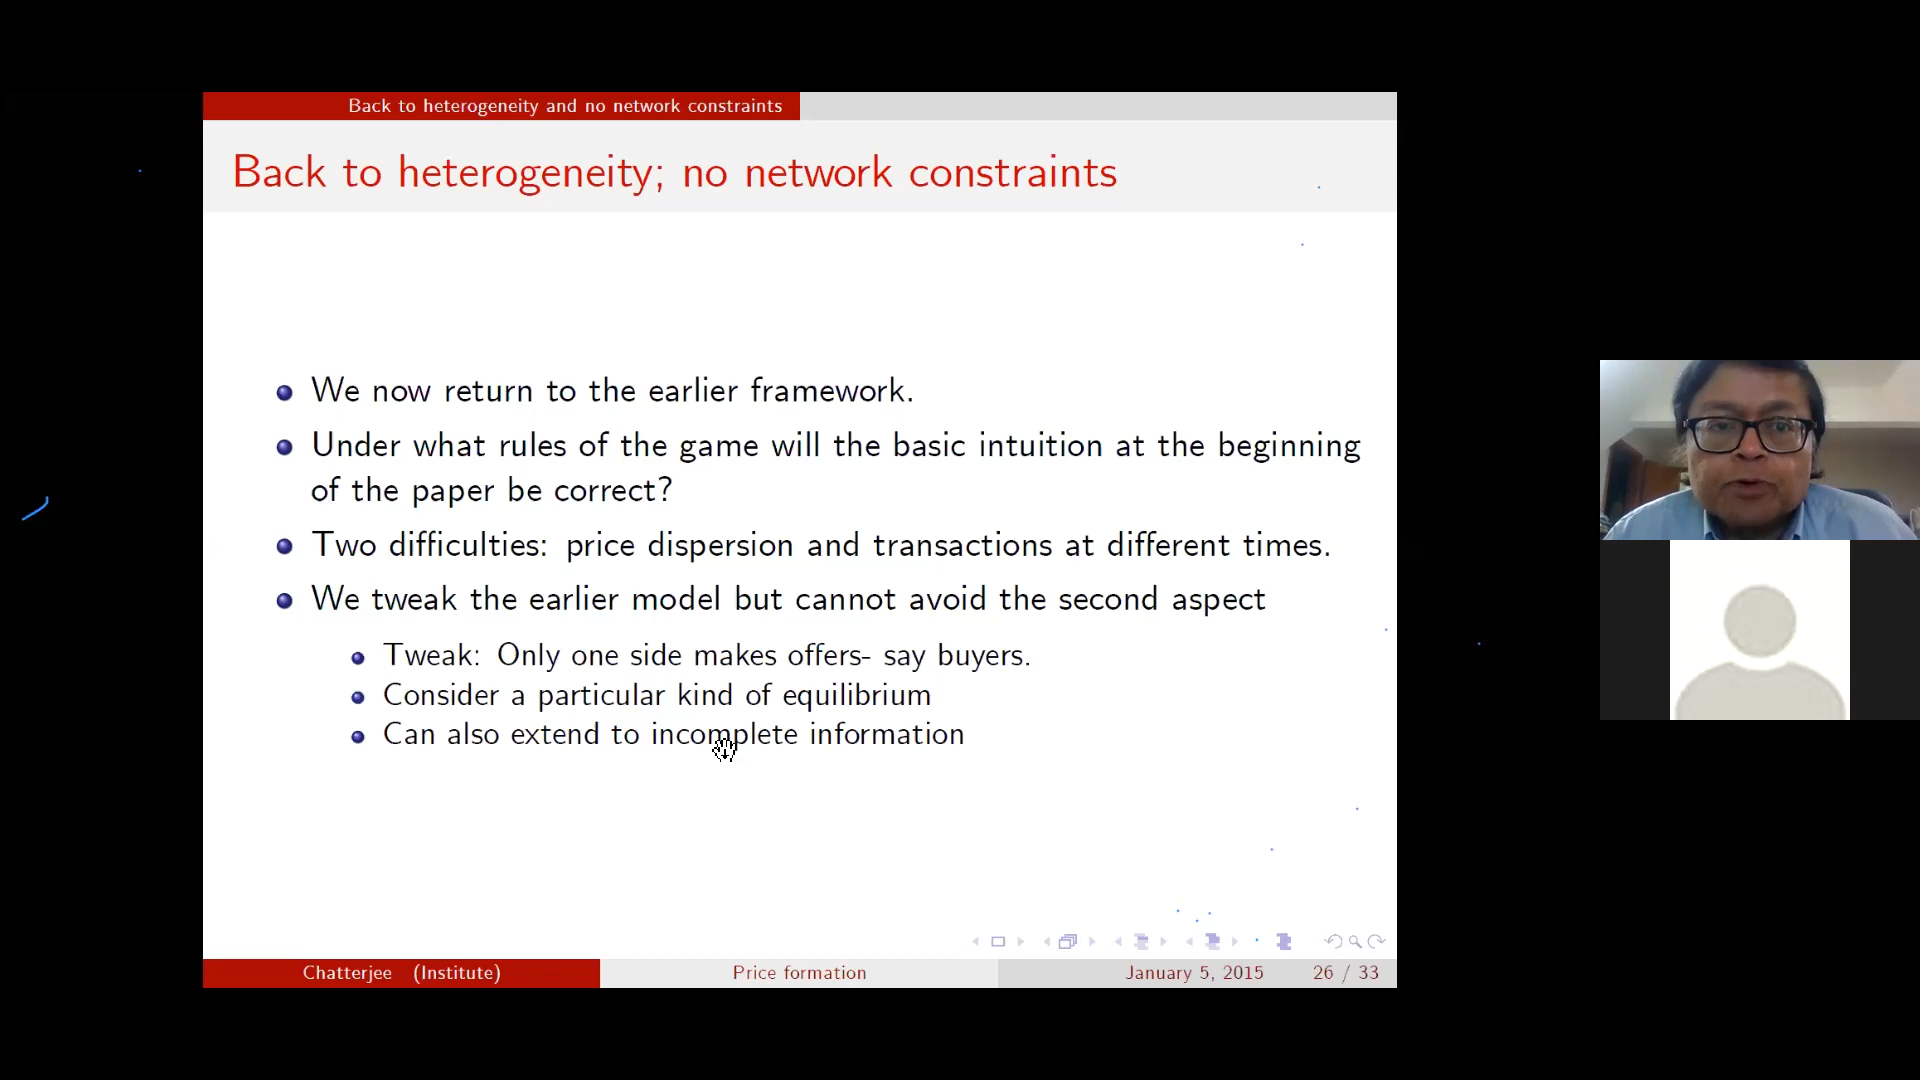 Back to heterogeneity and no network constraints
Back to heterogeneity; no network constraints
We now return to the earlier framework.
Under what rules of the game will the basic intuition at the beginning
of the paper be correct?
Two difficulties: price dispersion and transactions at different times.
We tweak the earlier model but cannot avoid the second aspect
Tweak: Only one side makes offers- say buyers.
Consider a particular kind of equilibrium
Can also extend to incomplete information
Chatterjee (Institute) Price formation January 5, 2015 26 / 33